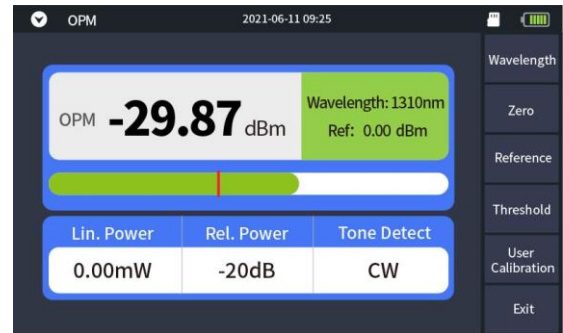 OPM
2021-06-11 09:25
Wavelength
Zero
Reference
Threshold
User
Calibration
Exit
OPM -29.87 dBm
Wavelength: 1310nm
Ref: 0.00 dBm
Lin. Power
Rel. Power
Tone Detect
0.00mW
-20dB
CW